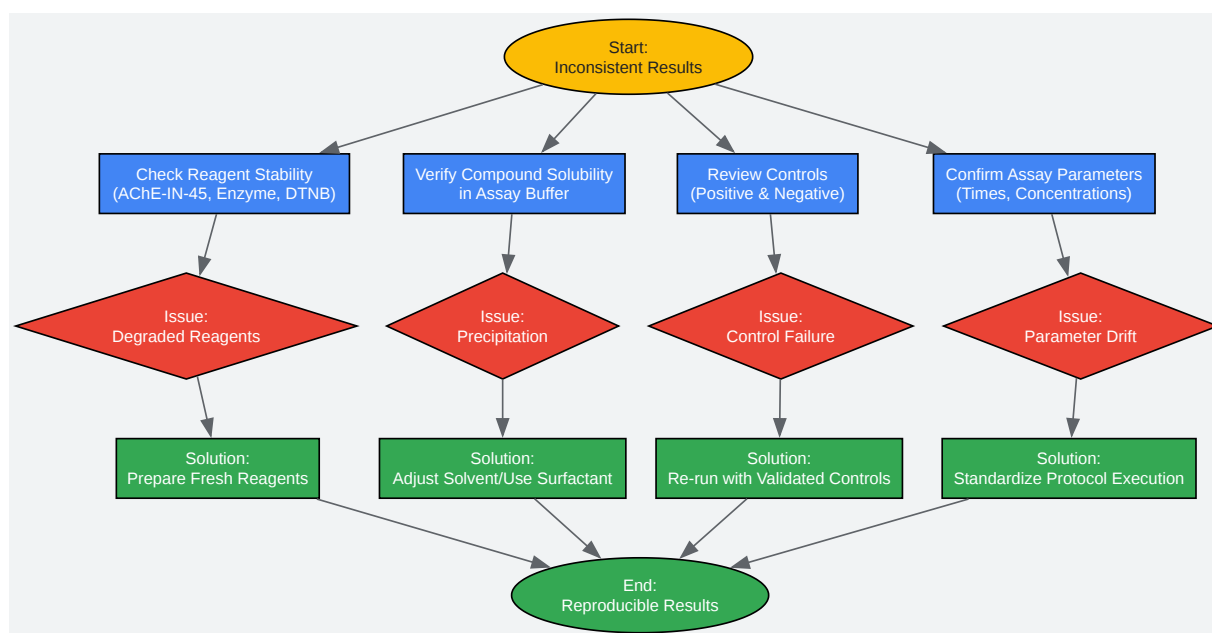 Start:
Inconsistent Results
Check Reagent Stability
(AChE-IN-45, Enzyme, DTNB)
Verify Compound Solubility
in Assay Buffer
Review Controls
(Positive & Negative)
Confirm Assay Parameters
(Times, Concentrations)
Issue:
Degraded Reagents
Issue:
Precipitation
Issue:
Control Failure
Issue:
Parameter Drift
Solution:
Prepare Fresh Reagents
Solution:
Adjust Solvent/Use Surfactant
Solution:
Re-run with Validated Controls
Solution:
Standardize Protocol Execution
End:
Reproducible Results